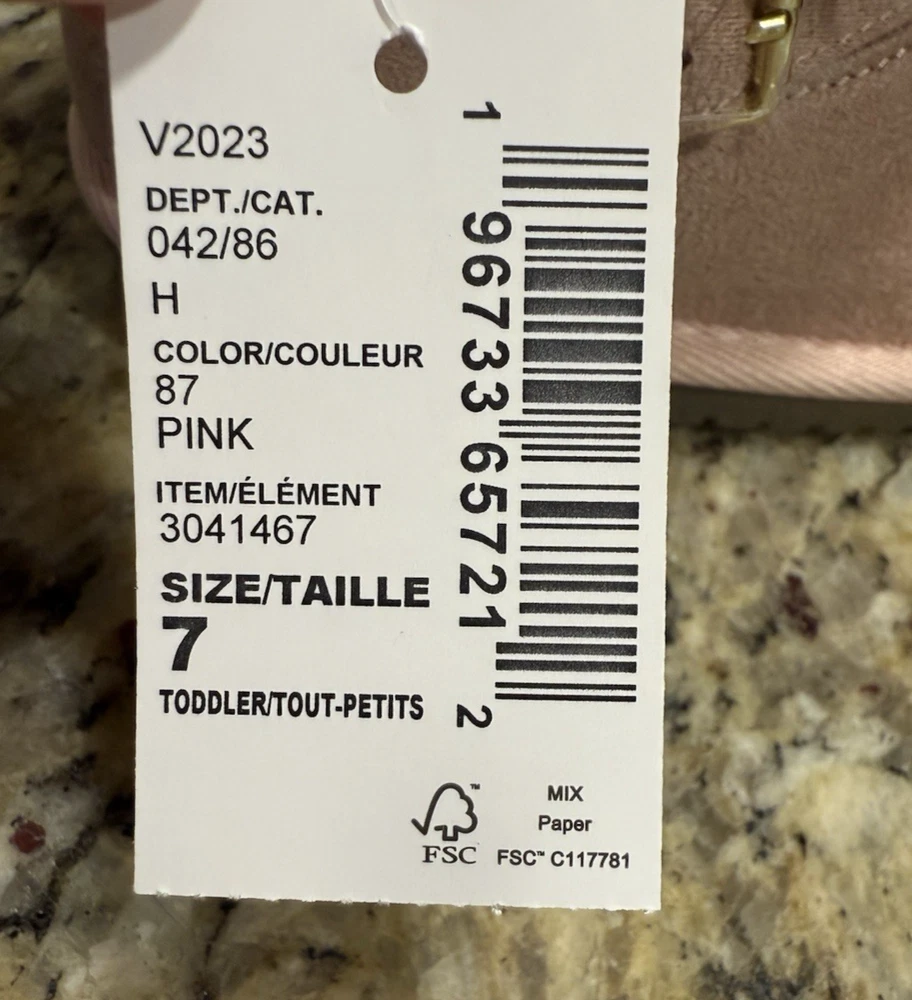 V2023
DEPT./CAT.
042/86
H
COLOR/COULEUR
87
PINK
ITEM/ÉLÉMENT
3041467
SIZE/TAILLE
7
TODDLER/TOUT-PETITS
1 96733 65721 2
FSC™
MIX
Paper
FSC™ C117781